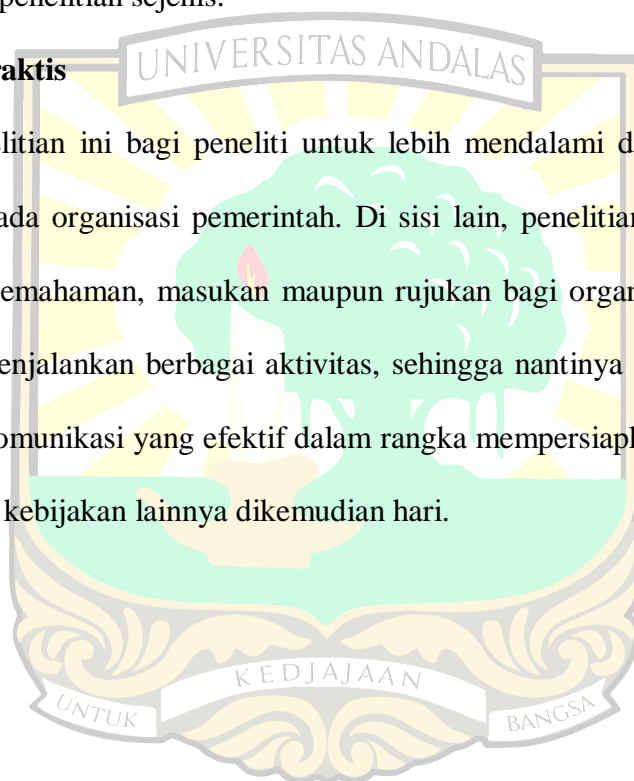 penelitian sejenis.
UNIVERSITAS ANDALAS
raktis
elitian ini bagi peneliti untuk lebih mendalami d
ada organisasi pemerintah. Di sisi lain, penelitian
emahaman, masukan maupun rujukan bagi organ
enjalankan berbagai aktivitas, sehingga nantinya
omunikasi yang efektif dalam rangka mempersiapk
kebijakan lainnya dikemudian hari.
KEDJAJAAN
UNTUK BANGSA